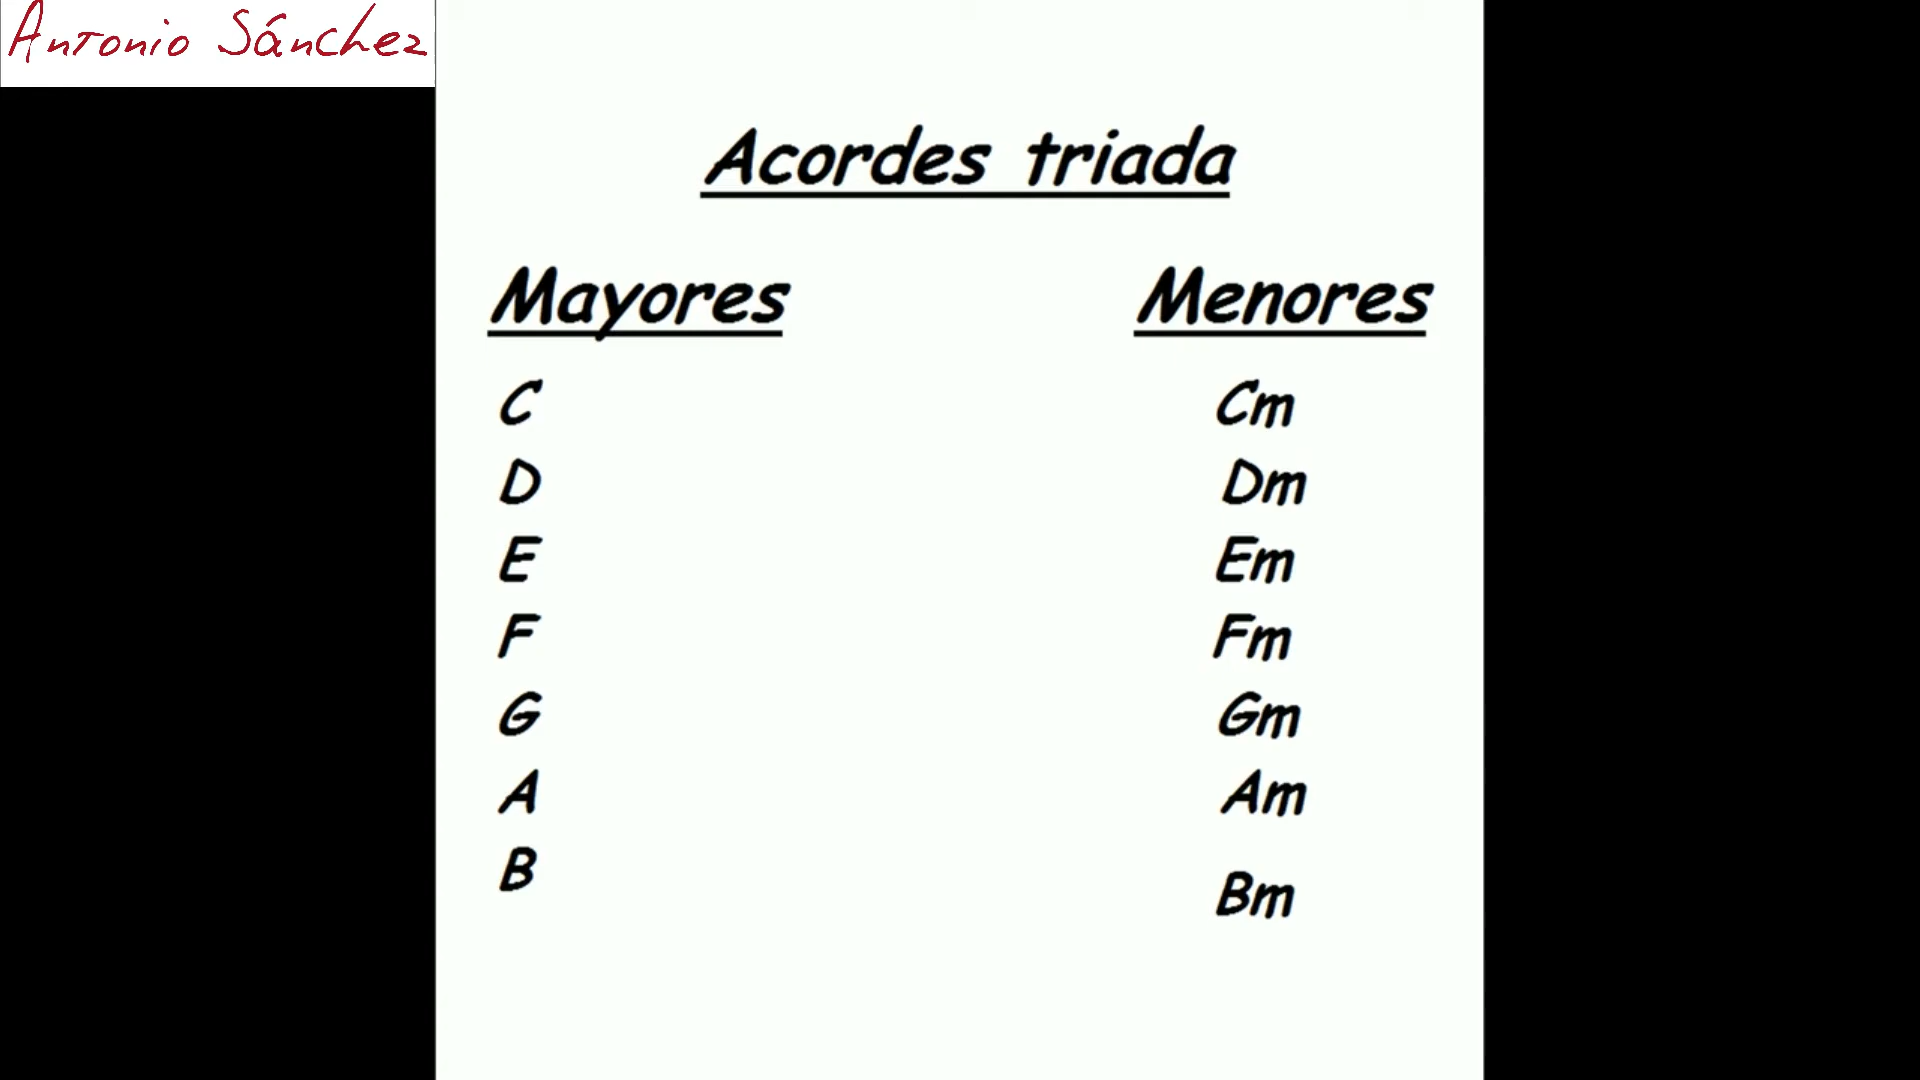 Antonio Sánchez
Acordes triada
Mayores Menores
C Cm
D Dm
E Em
F Fm
G Gm
A Am
B Bm